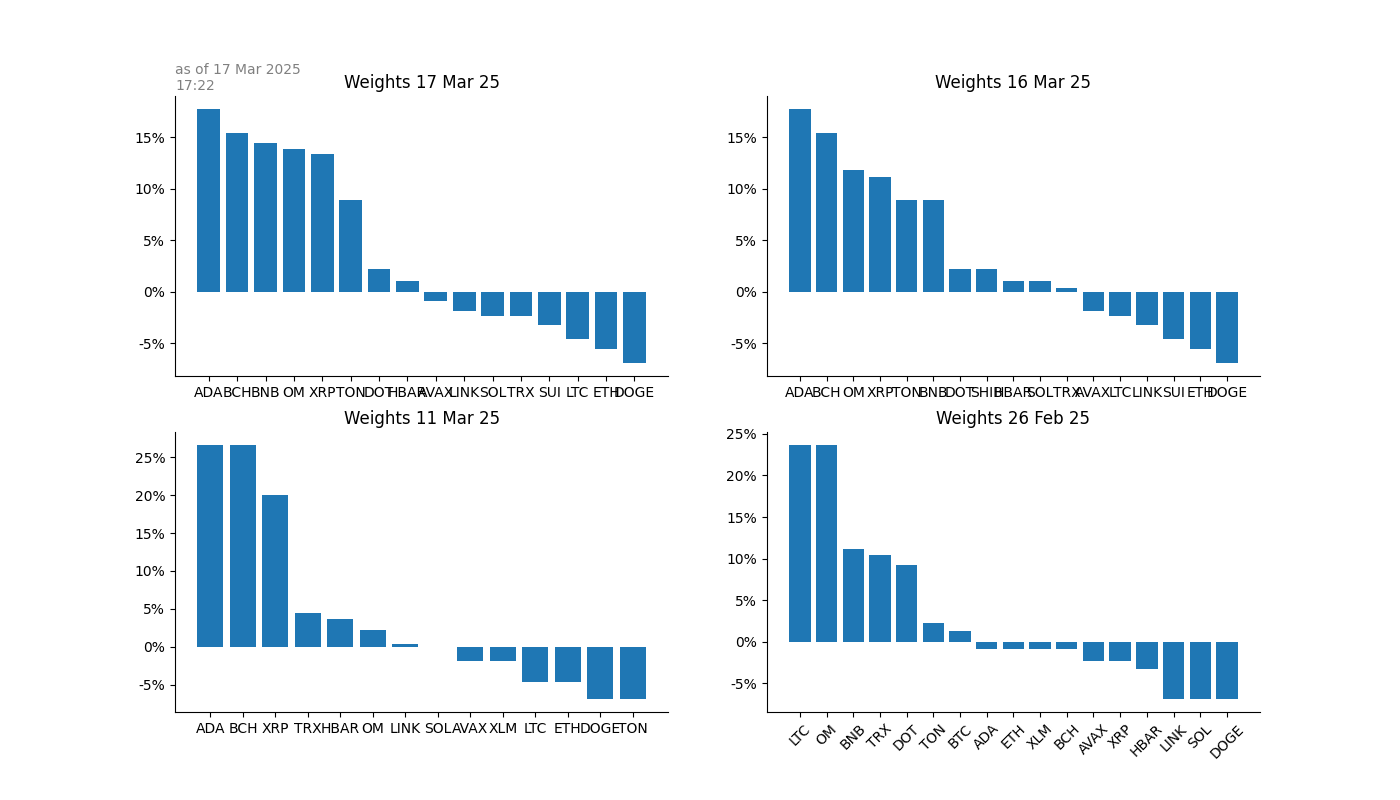 as of 17 Mar 2025
17:22
Weights 17 Mar 25
15%
10%
5%
0%
-5%
ADA BCH BNB OM XRP TON DOT HBAR AVAX LINK SOL TRX SUI LTC ETH DOGE
Weights 16 Mar 25
15%
10%
5%
0%
-5%
ADA BCH OM XRP TON BNB DOT SHIB HBAR SOL TRX AVAX LTC LINK SUI ETH DOGE
Weights 11 Mar 25
25%
20%
15%
10%
5%
0%
-5%
ADA BCH XRP TRX HBAR OM LINK SOL AVAX XLM LTC ETH DOGE TON
Weights 26 Feb 25
25%
20%
15%
10%
5%
0%
-5%
LTC OM BNB TRX DOT TON BTC ADA ETH XLM BCH AVAX XRP HBAR LINK SOL DOGE